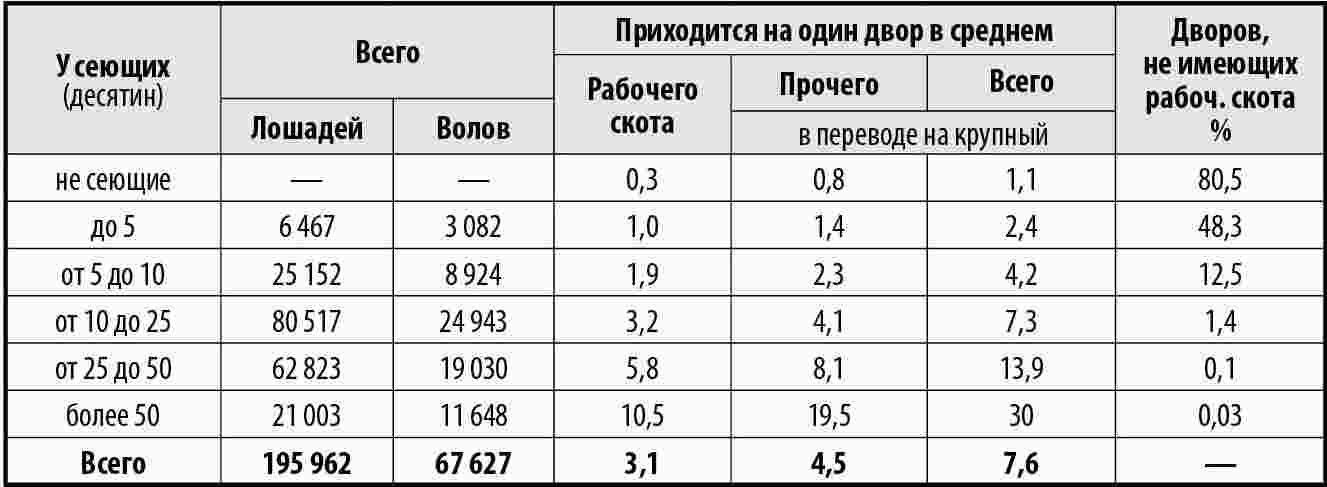 У сеющих (десятин) | Всего | Приходится на один двор в среднем | Дворов, не имеющих рабоч. скота %
Лошадей | Волов | Рабочего скота | Прочего | Всего
в переводе на крупный
не сеющие | — | — | 0,3 | 0,8 | 1,1 | 80,5
до 5 | 6 467 | 3 082 | 1,0 | 1,4 | 2,4 | 48,3
от 5 до 10 | 25 152 | 8 924 | 1,9 | 2,3 | 4,2 | 12,5
от 10 до 25 | 80 517 | 24 943 | 3,2 | 4,1 | 7,3 | 1,4
от 25 до 50 | 62 823 | 19 030 | 5,8 | 8,1 | 13,9 | 0,1
более 50 | 21 003 | 11 648 | 10,5 | 19,5 | 30 | 0,03
Всего | 195 962 | 67 627 | 3,1 | 4,5 | 7,6 | —